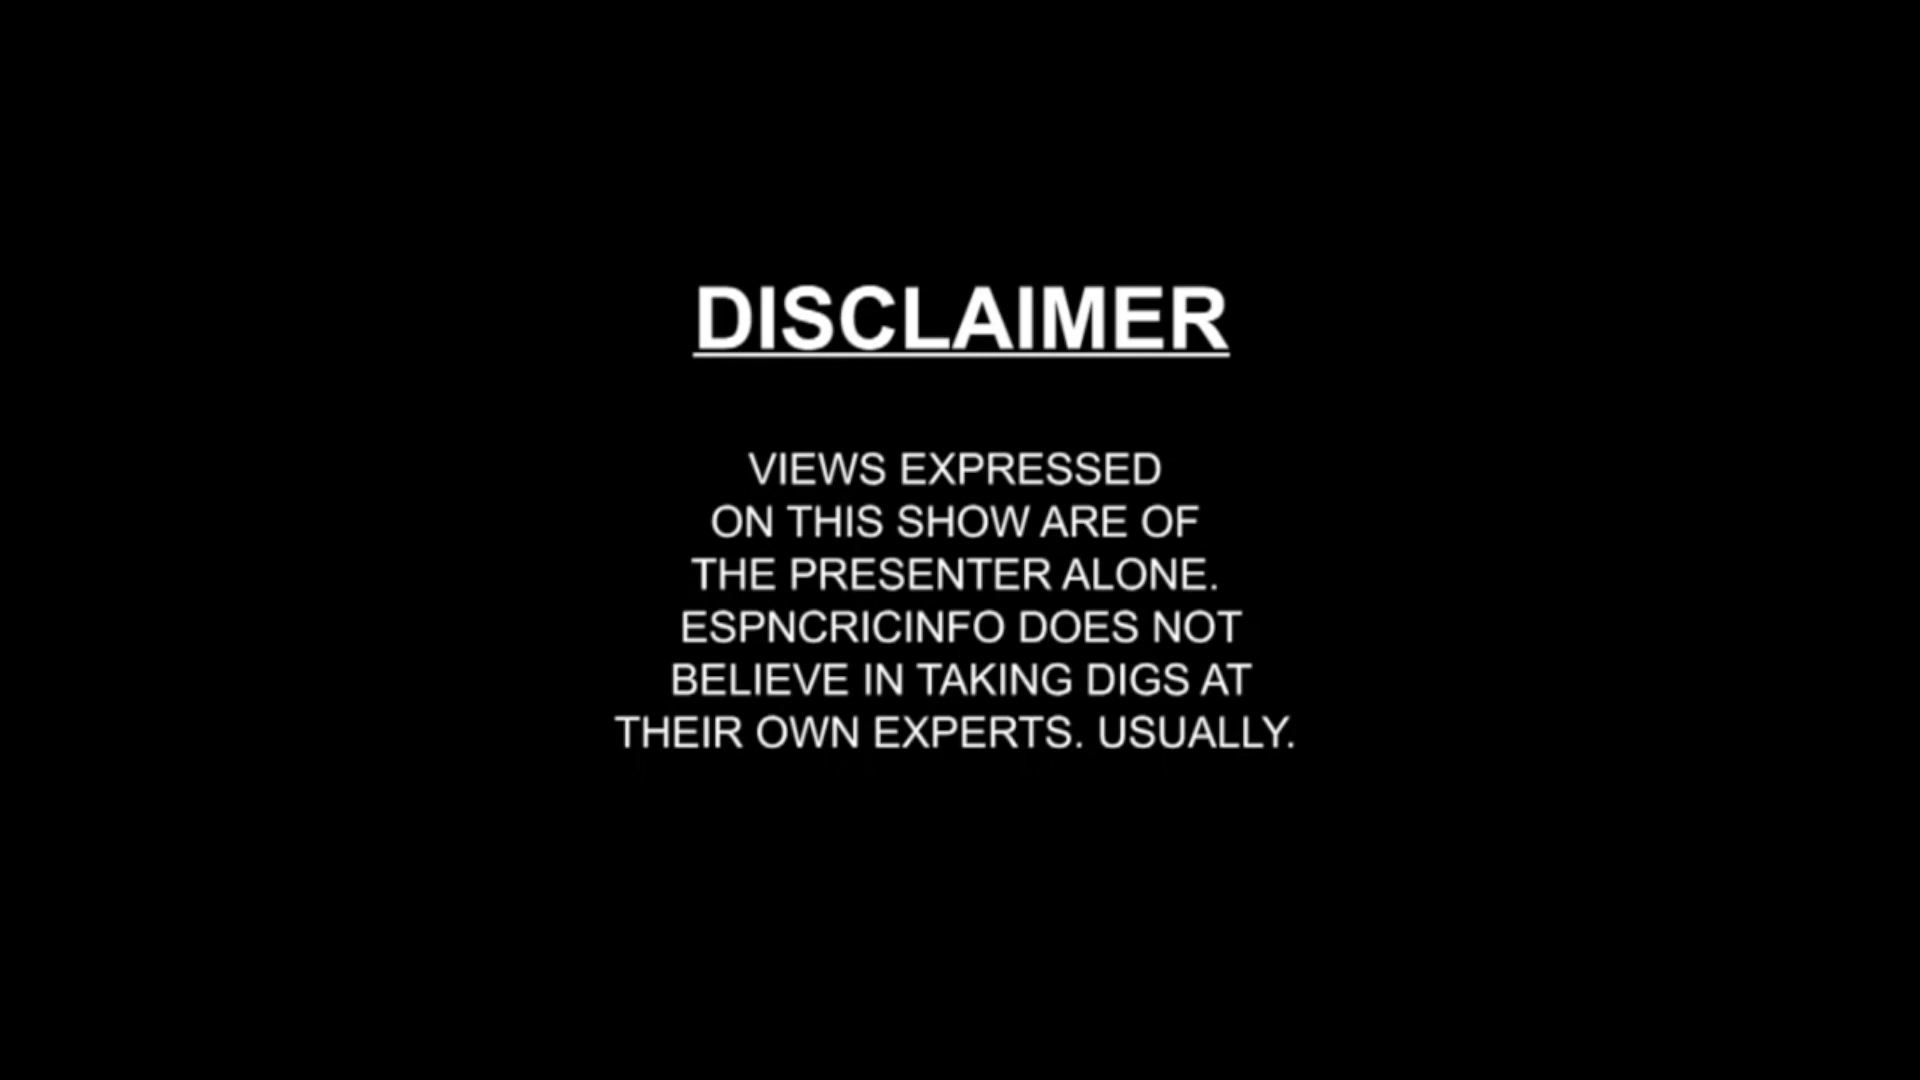 DISCLAIMER
VIEWS EXPRESSED
ON THIS SHOW ARE OF
THE PRESENTER ALONE.
ESPNCRICINFO DOES NOT
BELIEVE IN TAKING DIGS AT
THEIR OWN EXPERTS. USUALLY.